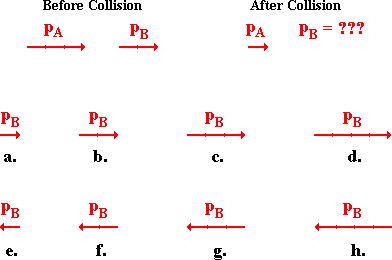 Before Collision After Collision
pA pB pA pB = ???
pB pB pB pB
a. b. c. d.
pB pB pB pB
e. f. g. h.